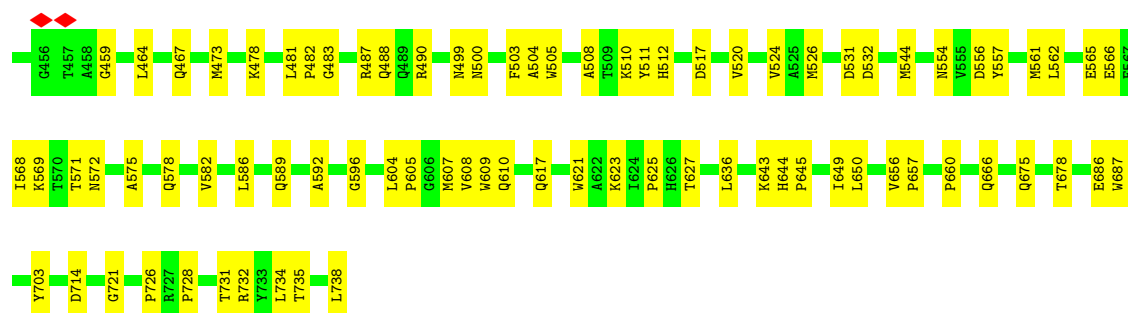 G456 T457 A458 G459 L464 Q467 M473 K478 L481 P482 G483 R487 Q488 Q489 R490 N499 N500 F503 A504 W505 A508 T509 K510 Y511 H512 D517 V520 V524 A525 M526 D531 D532 M544 N554 V555 D556 Y557 M561 L562 E565 E566 E567
I568 K569 T570 T571 N572 A575 Q578 V582 L586 Q589 A592 G596 L604 P605 G606 M607 V608 W609 Q610 Q617 W621 A622 K623 I624 P625 H626 T627 L636 K643 H644 P645 I649 L650 V656 P657 P660 Q666 Q675 T678 E686 W687
Y703 D714 G721 P726 R727 P728 T731 R732 Y733 L734 T735 L738